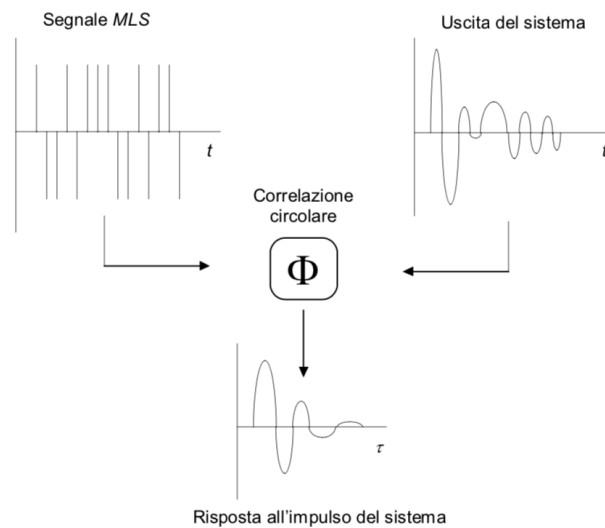 Segnale MLS
Uscita del sistema
t
t
Correlazione
circolare
Φ
τ
Risposta all'impulso del sistema